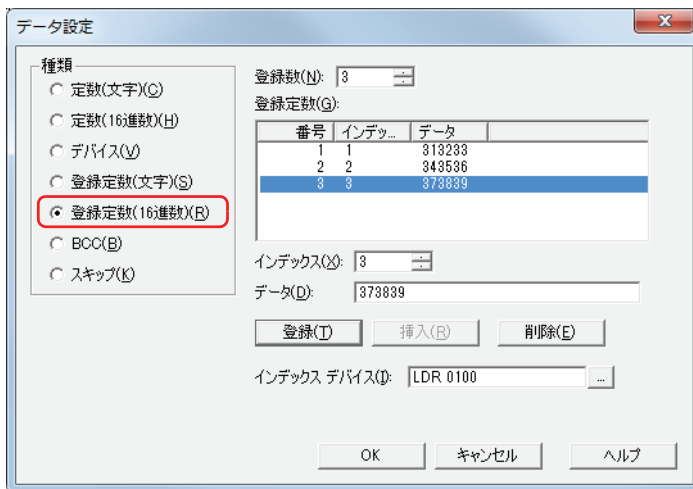 データ設定
種類
定数(文字)(C)
定数(16進数)(H)
デバイス(V)
登録定数(文字)(S)
登録定数(16進数)(R)
BCC(B)
スキップ(K)
登録数(N): 3
登録定数(G):
番号 インデッ... データ
1 1 313233
2 2 343536
3 3 373839
インデックス(X): 3
データ(D): 373839
登録(T) 挿入(R) 削除(E)
インデックス デバイス(I): LDR 0100 ...
OK キャンセル ヘルプ